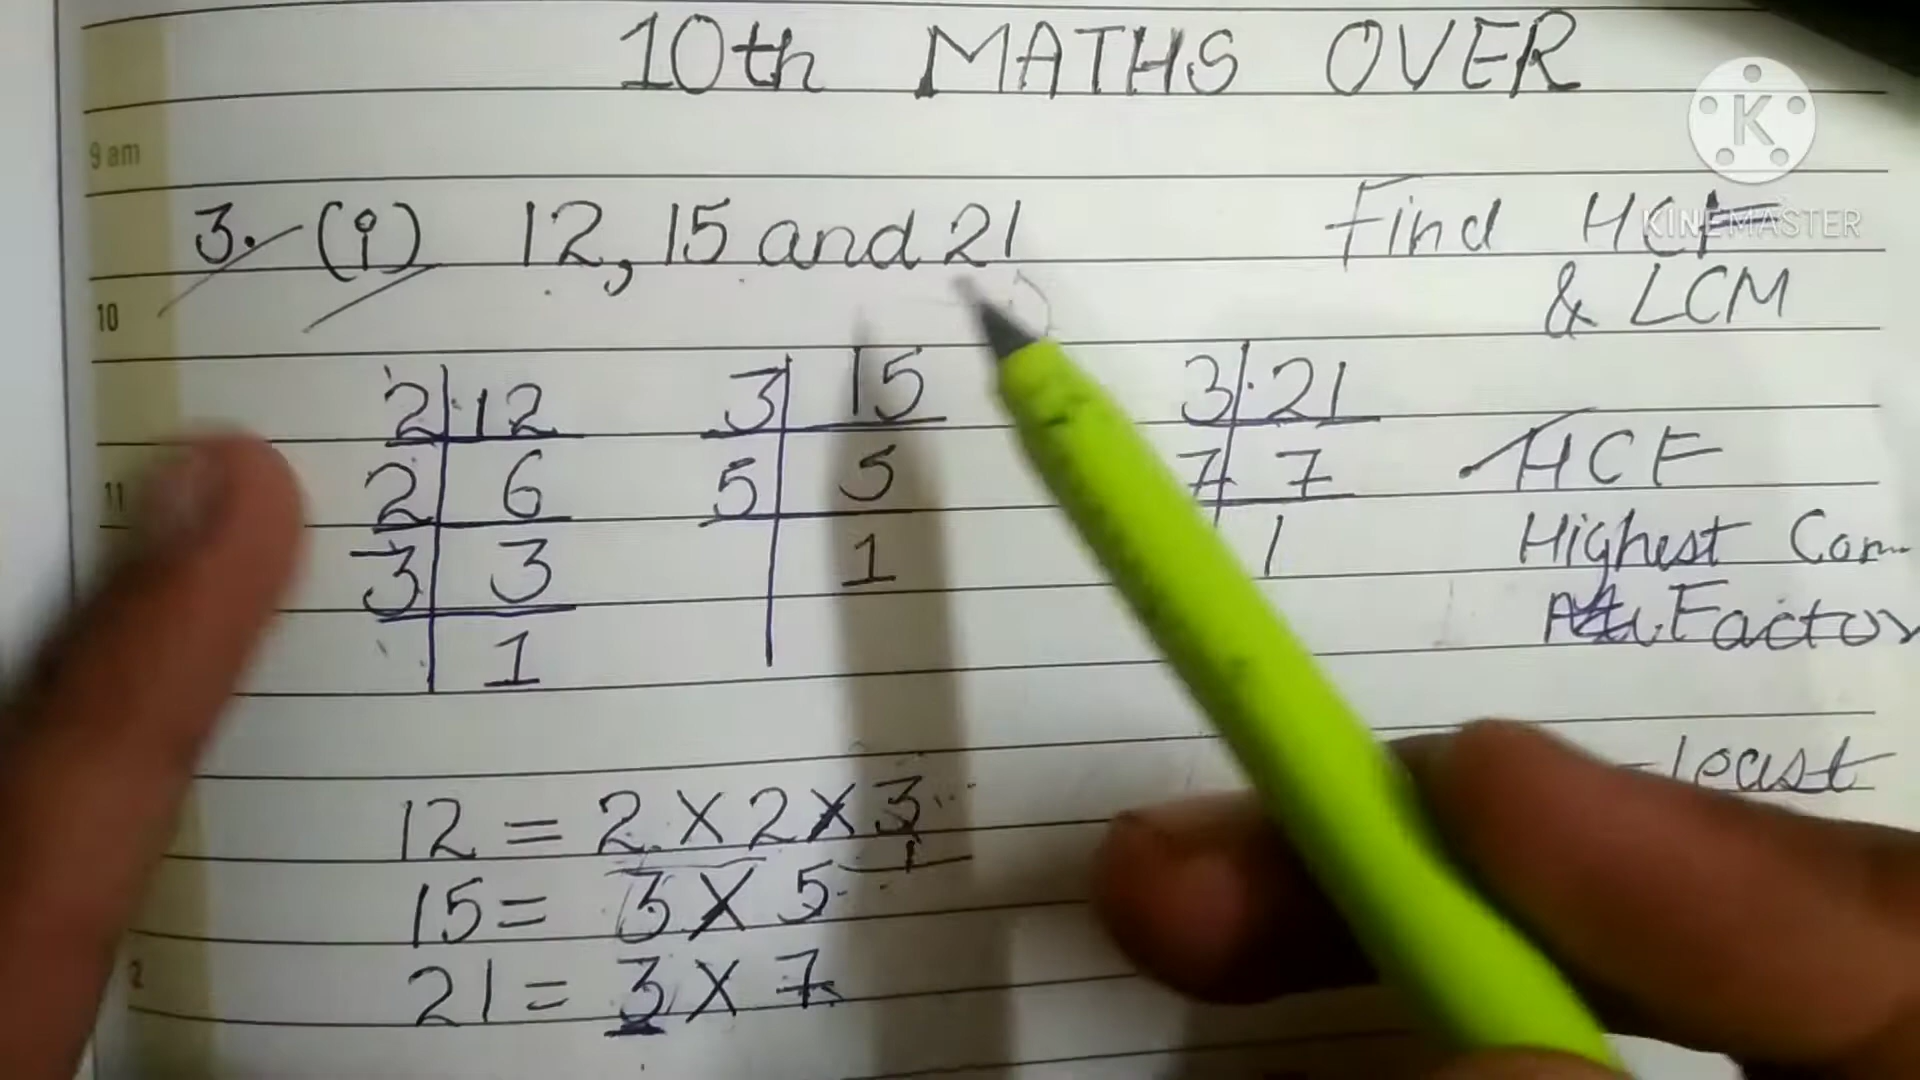 10th MATHS OVER
9 am
K
KINEMASTER
3. (i) 12, 15 and 21
Find HCF
& LCM
10
2 12
2 6
3 3
1
3 15
5 5
1
3 21
7 7
1
HCF
Highest Com
Factor
11
least
12 = 2 X 2 X 3
15 = 3 X 5
21 = 3 X 7
2